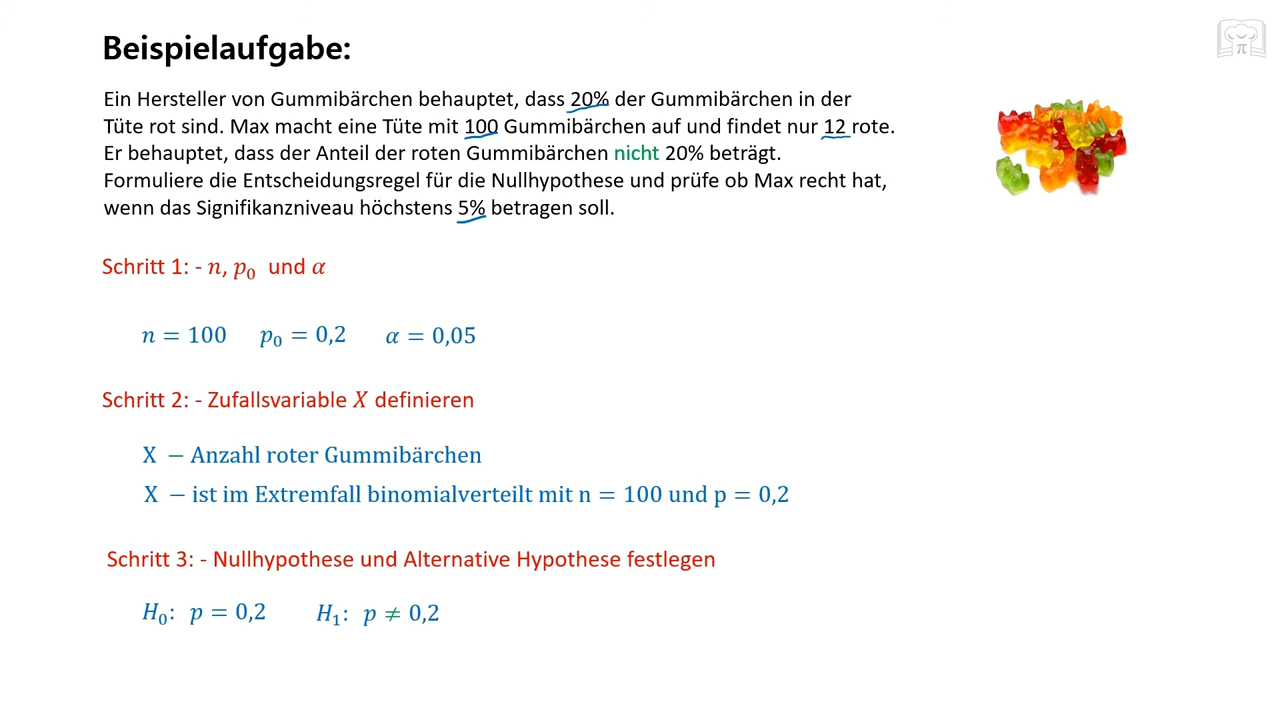 Beispielaufgabe:
Ein Hersteller von Gummibärchen behauptet, dass 20% der Gummibärchen in der
Tüte rot sind. Max macht eine Tüte mit 100 Gummibärchen auf und findet nur 12 rote.
Er behauptet, dass der Anteil der roten Gummibärchen nicht 20% beträgt.
Formuliere die Entscheidungsregel für die Nullhypothese und prüfe ob Max recht hat,
wenn das Signifikanzniveau höchstens 5% betragen soll.
Schritt 1: - n, p₀ und α
n = 100 p₀ = 0,2 α = 0,05
Schritt 2: - Zufallsvariable X definieren
X – Anzahl roter Gummibärchen
X – ist im Extremfall binomialverteilt mit n = 100 und p = 0,2
Schritt 3: - Nullhypothese und Alternative Hypothese festlegen
H₀: p = 0,2 H₁: p ≠ 0,2
π